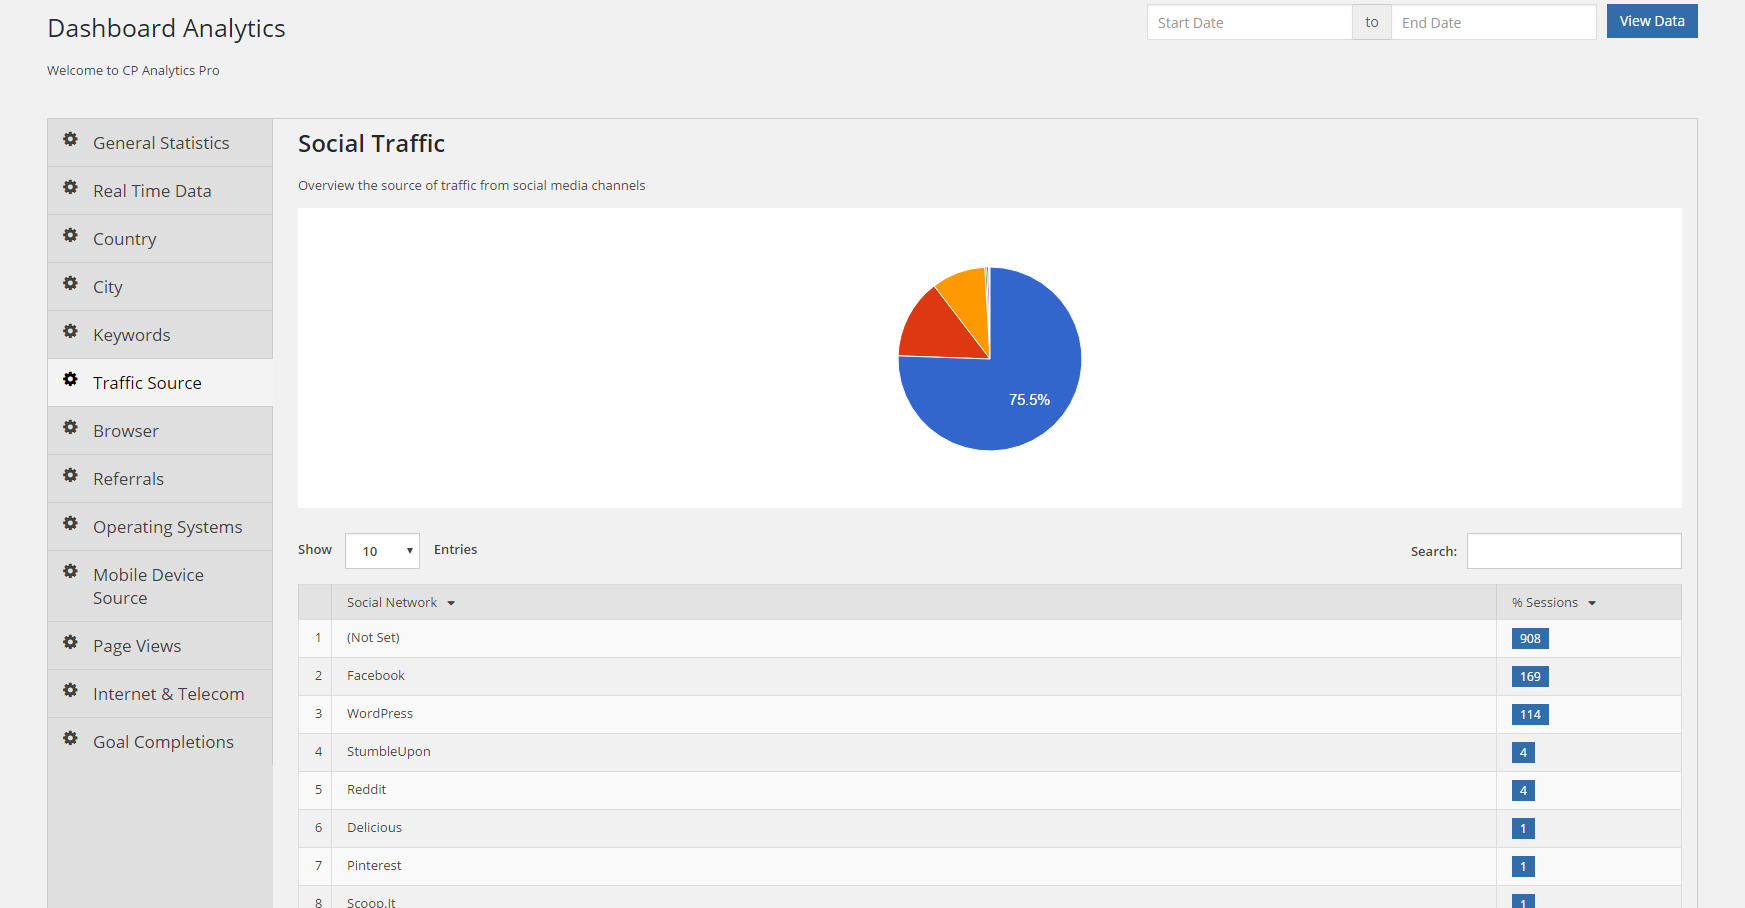 Dashboard Analytics
Start Date
to
End Date
View Data
Welcome to CP Analytics Pro
General Statistics
Real Time Data
Country
City
Keywords
Traffic Source
Browser
Referrals
Operating Systems
Mobile Device
Source
Page Views
Internet & Telecom
Goal Completions
Social Traffic
Overview the source of traffic from social media channels
75.5%
Show 10 Entries
Search:
Social Network % Sessions
1 (Not Set) 908
2 Facebook 169
3 WordPress 114
4 StumbleUpon 4
5 Reddit 4
6 Delicious 1
7 Pinterest 1
8 Scoop.It 1